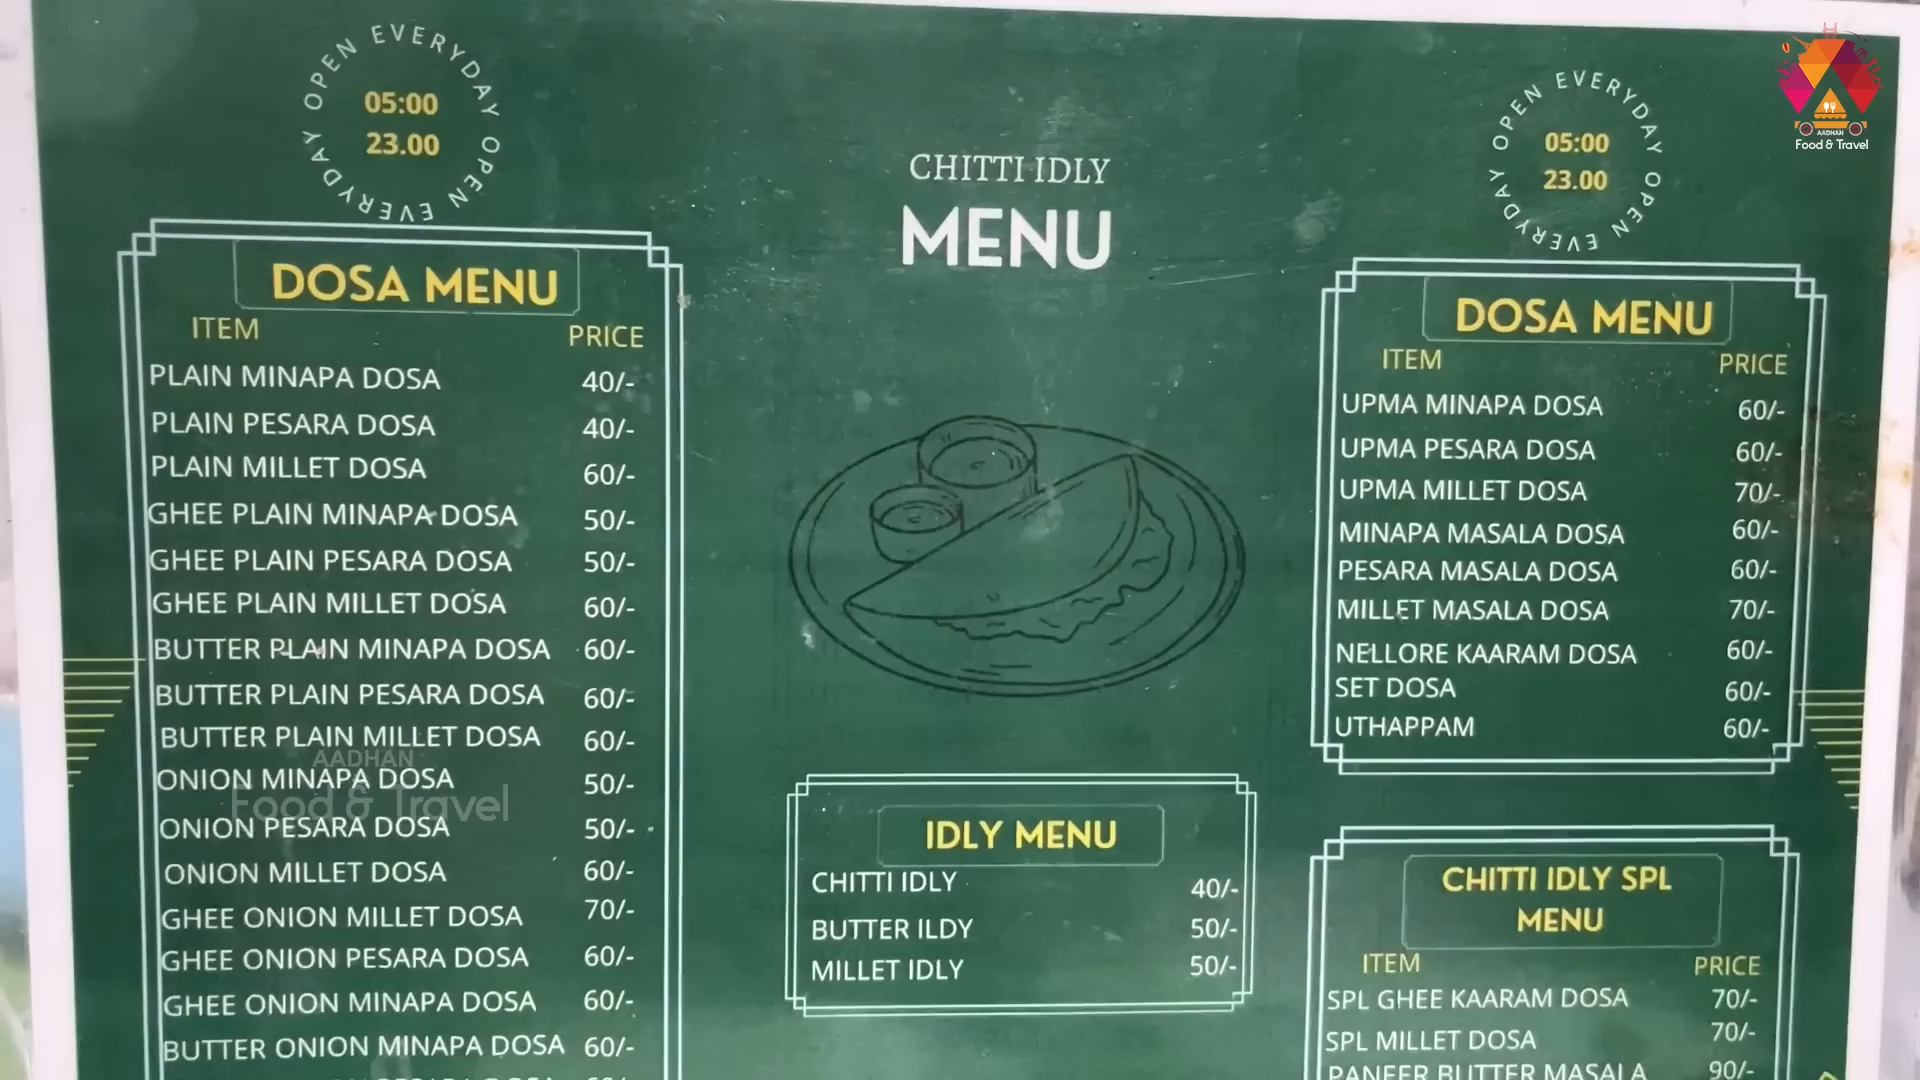 OPEN EVERYDAY OPEN EVERYDAY
05:00
23.00
DOSA MENU
ITEM PRICE
PLAIN MINAPA DOSA 40/-
PLAIN PESARA DOSA 40/-
PLAIN MILLET DOSA 60/-
GHEE PLAIN MINAPA DOSA 50/-
GHEE PLAIN PESARA DOSA 50/-
GHEE PLAIN MILLET DOSA 60/-
BUTTER PLAIN MINAPA DOSA 60/-
BUTTER PLAIN PESARA DOSA 60/-
BUTTER PLAIN MILLET DOSA 60/-
ONION MINAPA DOSA 50/-
ONION PESARA DOSA 50/-
ONION MILLET DOSA 60/-
GHEE ONION MILLET DOSA 70/-
GHEE ONION PESARA DOSA 60/-
GHEE ONION MINAPA DOSA 60/-
BUTTER ONION MINAPA DOSA 60/-
AADHAN
Food & Travel
CHITTI IDLY
MENU
IDLY MENU
CHITTI IDLY 40/-
BUTTER ILDY 50/-
MILLET IDLY 50/-
OPEN EVERYDAY OPEN EVERYDAY
05:00
23.00
DOSA MENU
ITEM PRICE
UPMA MINAPA DOSA 60/-
UPMA PESARA DOSA 60/-
UPMA MILLET DOSA 70/-
MINAPA MASALA DOSA 60/-
PESARA MASALA DOSA 60/-
MILLET MASALA DOSA 70/-
NELLORE KAARAM DOSA 60/-
SET DOSA 60/-
UTHAPPAM 60/-
CHITTI IDLY SPL
MENU
ITEM PRICE
SPL GHEE KAARAM DOSA 70/-
SPL MILLET DOSA 70/-
PANEER BUTTER MASALA 90/-
AADHAN
Food & Travel